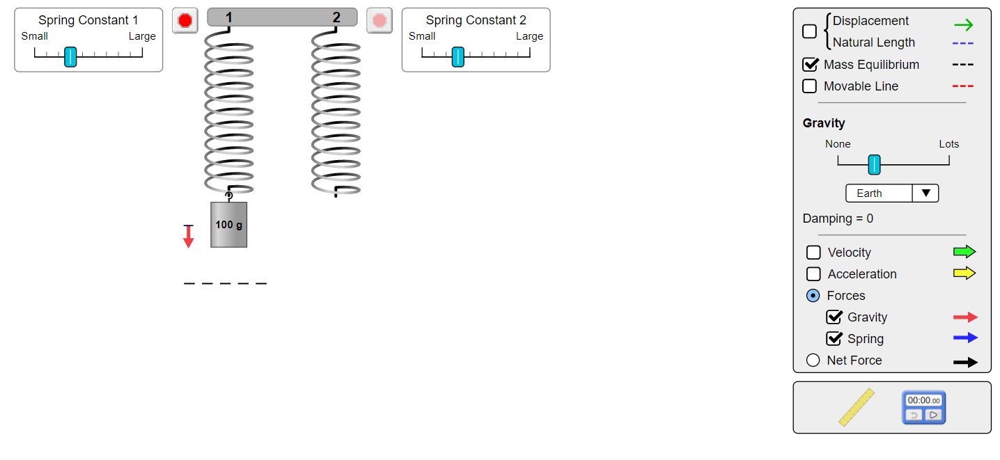 Spring Constant 1
Small Large
1 2
Spring Constant 2
Small Large
100 g
Displacement
Natural Length
Mass Equilibrium
Movable Line
Gravity
None Lots
Earth
Damping = 0
Velocity
Acceleration
Forces
Gravity
Spring
Net Force
00:00.00